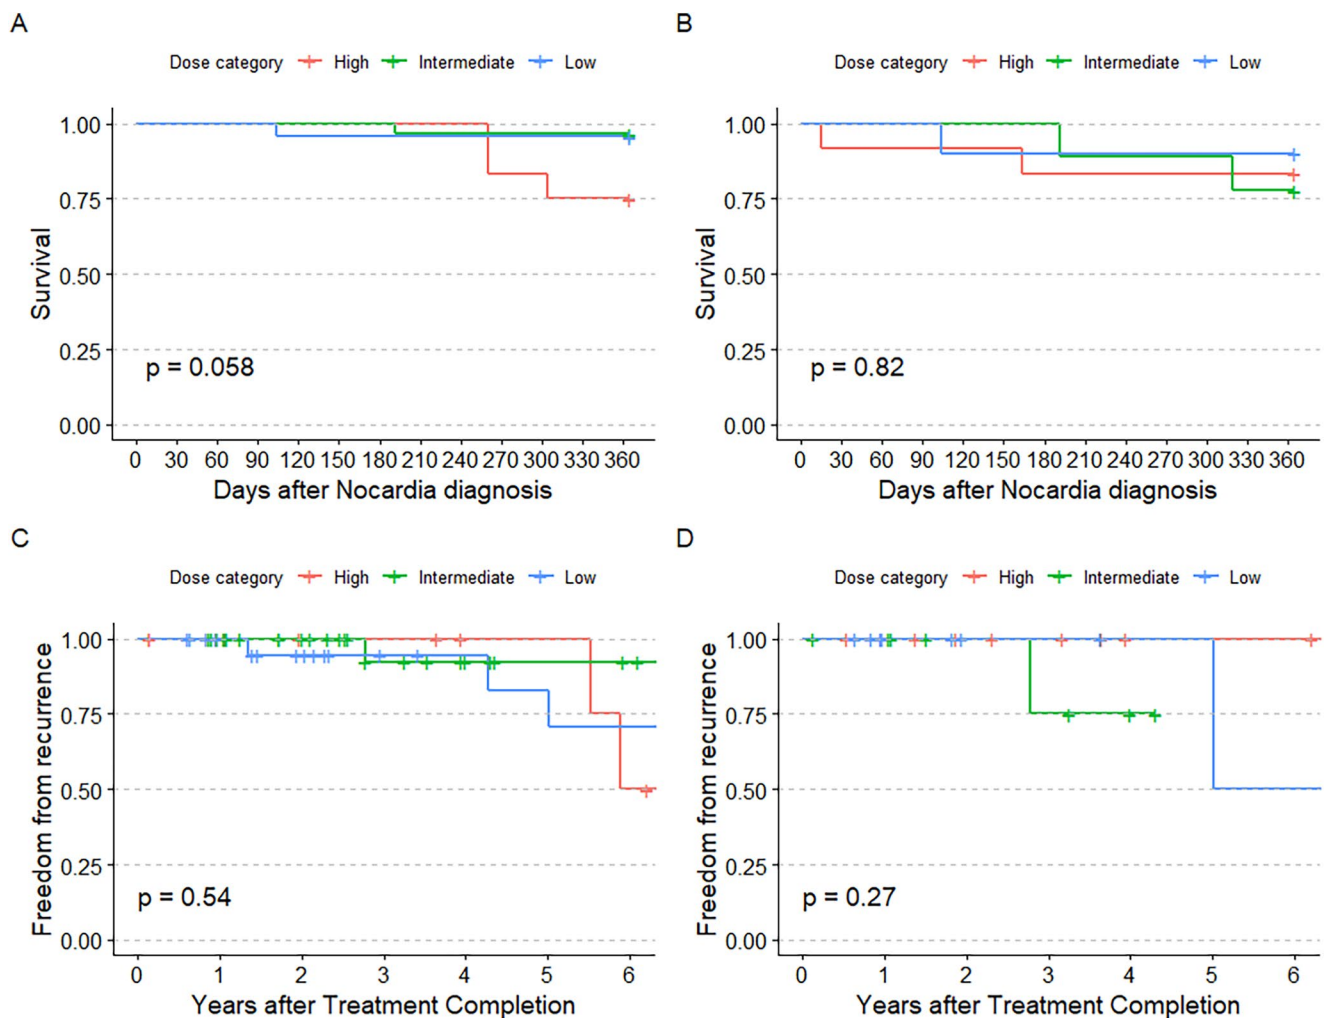 A
Dose category High Intermediate Low
1.00
0.75
0.50
0.25
0.00
Survival
p = 0.058
0 30 60 90 120 150 180 210 240 270 300 330 360
Days after Nocardia diagnosis
B
Dose category High Intermediate Low
1.00
0.75
0.50
0.25
0.00
Survival
p = 0.82
0 30 60 90 120 150 180 210 240 270 300 330 360
Days after Nocardia diagnosis
C
Dose category High Intermediate Low
1.00
0.75
0.50
0.25
0.00
Freedom from recurrence
p = 0.54
0 1 2 3 4 5 6
Years after Treatment Completion
D
Dose category High Intermediate Low
1.00
0.75
0.50
0.25
0.00
Freedom from recurrence
p = 0.27
0 1 2 3 4 5 6
Years after Treatment Completion